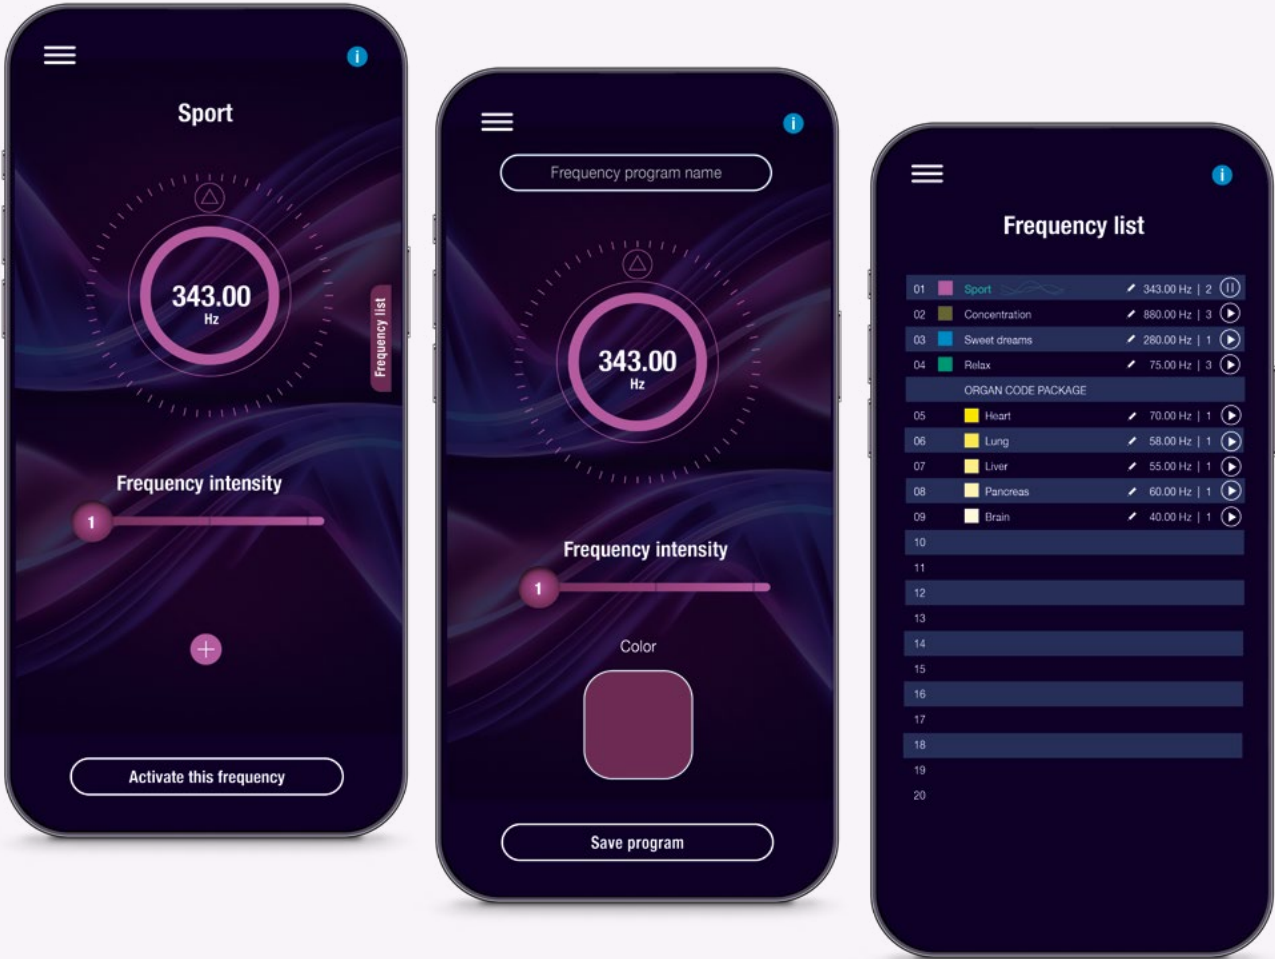 Sport
343.00
Hz
Frequency list
Frequency intensity
1
Activate this frequency
Frequency program name
343.00
Hz
Frequency intensity
1
Color
Save program
Frequency list
01 Sport 343.00 Hz | 2
02 Concentration 880.00 Hz | 3
03 Sweet dreams 280.00 Hz | 1
04 Relax 75.00 Hz | 3
ORGAN CODE PACKAGE
05 Heart 70.00 Hz | 1
06 Lung 58.00 Hz | 1
07 Liver 55.00 Hz | 1
08 Pancreas 60.00 Hz | 1
09 Brain 40.00 Hz | 1
10
11
12
13
14
15
16
17
18
19
20